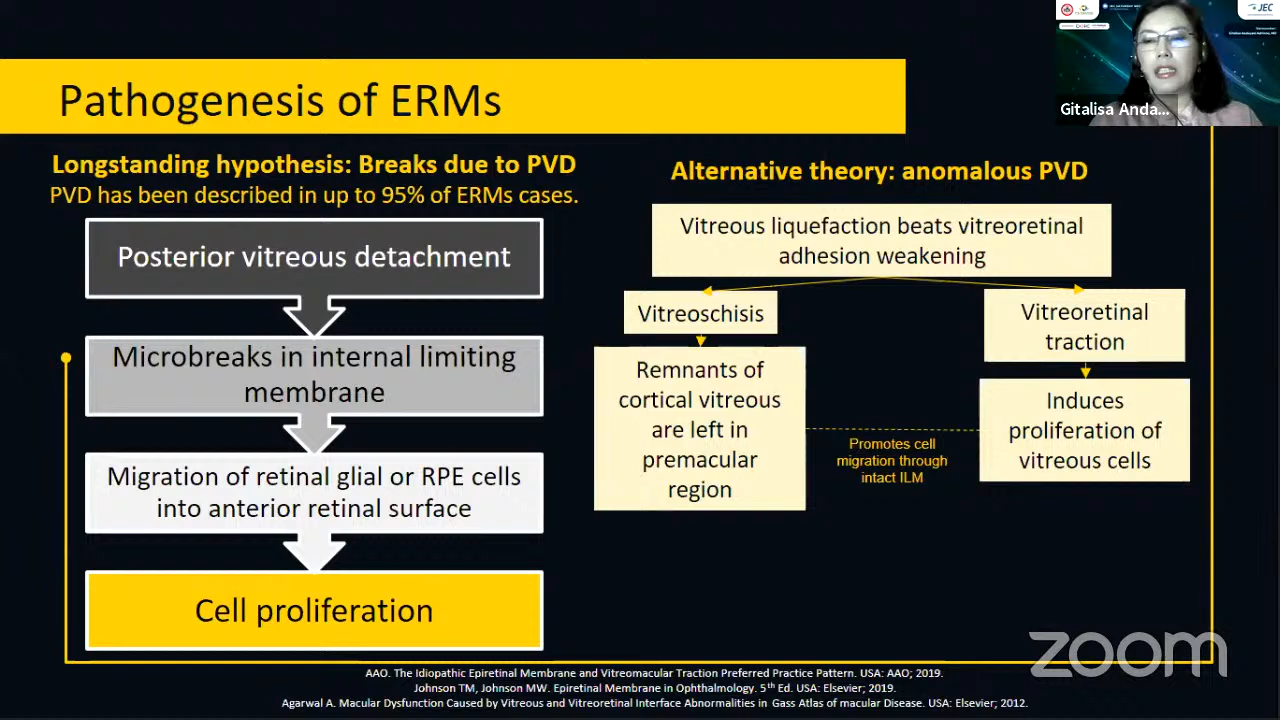 Pathogenesis of ERMs
JEC
Gitalisa Anda...
Longstanding hypothesis: Breaks due to PVD
PVD has been described in up to 95% of ERMs cases.
Posterior vitreous detachment
Microbreaks in internal limiting
membrane
Migration of retinal glial or RPE cells
into anterior retinal surface
Cell proliferation
Alternative theory: anomalous PVD
Vitreous liquefaction beats vitreoretinal
adhesion weakening
Vitreoschisis
Remnants of
cortical vitreous
are left in
premacular
region
Promotes cell
migration through
intact ILM
Vitreoretinal
traction
Induces
proliferation of
vitreous cells
zoom
AAO. The Idiopathic Epiretinal Membrane and Vitreomacular Traction Preferred Practice Pattern. USA: AAO; 2019.
Johnson TM, Johnson MW. Epiretinal Membrane in Ophthalmology. 5th Ed. USA: Elsevier; 2019.
Agarwal A. Macular Dysfunction Caused by Vitreous and Vitreoretinal Interface Abnormalities in Gass Atlas of macular Disease. USA: Elsevier; 2012.